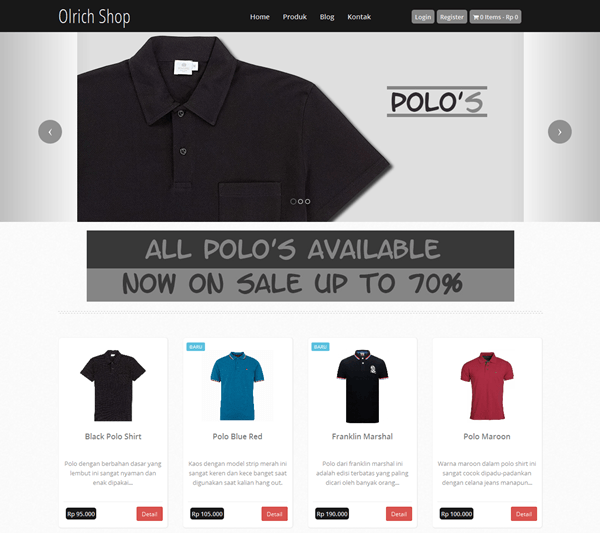 Olrich Shop
Home Produk Blog Kontak
Login Register 0 Items - Rp 0
POLO'S
ALL POLO'S AVAILABLE
NOW ON SALE UP TO 70%
BARU
BARU
Black Polo Shirt
Polo dengan berbahan dasar yang
lembut ini sangat nyaman dan
enak dipakai...
Rp 95.000 Detail
Polo Blue Red
Kaos dengan model strip merah ini
sangat keren dan kece banget saat
digunakan saat kalian hang out.
Rp 105.000 Detail
Franklin Marshal
Polo dari franklin marshal ini
adalah edisi terbatas yang paling
dicari oleh banyak orang...
Rp 190.000 Detail
Polo Maroon
Warna maroon dalam polo shirt ini
sangat cocok dipadu-padankan
dengan celana jeans manapun...
Rp 100.000 Detail